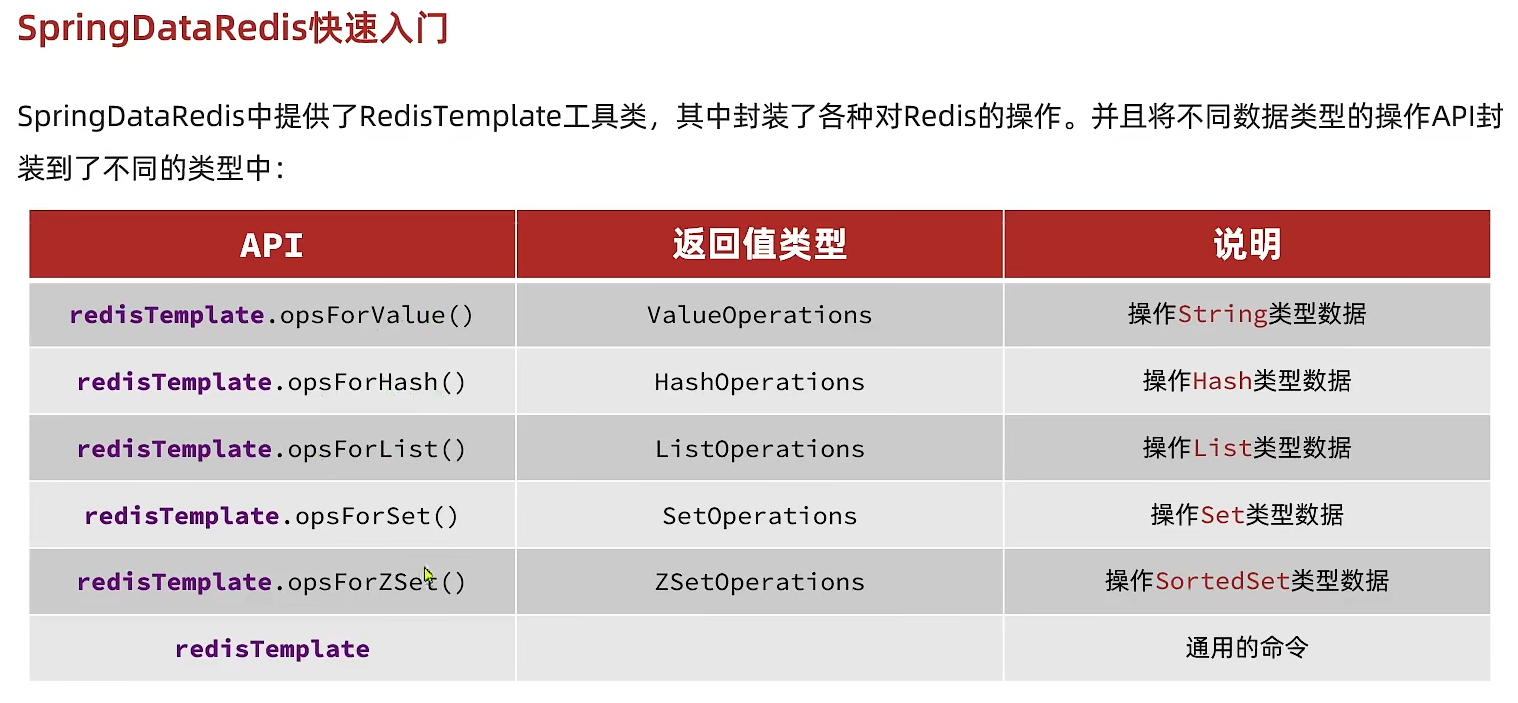 SpringDataRedis快速入门
SpringDataRedis中提供了RedisTemplate工具类，其中封装了各种对Redis的操作。并且将不同数据类型的操作API封
装到了不同的类型中：
API 返回值类型 说明
redisTemplate.opsForValue() ValueOperations 操作String类型数据
redisTemplate.opsForHash() HashOperations 操作Hash类型数据
redisTemplate.opsForList() ListOperations 操作List类型数据
redisTemplate.opsForSet() SetOperations 操作Set类型数据
redisTemplate.opsForZSet() ZSetOperations 操作SortedSet类型数据
redisTemplate 通用的命令